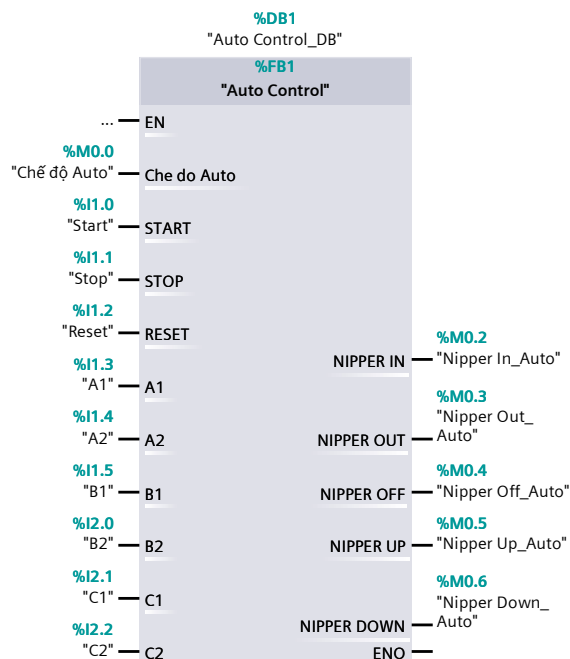 %DB1
"Auto Control_DB"
%FB1
"Auto Control"
... EN
%M0.0
"Chế độ Auto" Che do Auto
%I1.0
"Start" START
%I1.1
"Stop" STOP
%I1.2
"Reset" RESET
%I1.3
"A1" A1
%I1.4
"A2" A2
%I1.5
"B1" B1
%I2.0
"B2" B2
%I2.1
"C1" C1
%I2.2
"C2" C2
%M0.2
NIPPER IN "Nipper In_Auto"
%M0.3
"Nipper Out_
NIPPER OUT Auto"
%M0.4
NIPPER OFF "Nipper Off_Auto"
%M0.5
NIPPER UP "Nipper Up_Auto"
%M0.6
"Nipper Down_
NIPPER DOWN Auto"
ENO